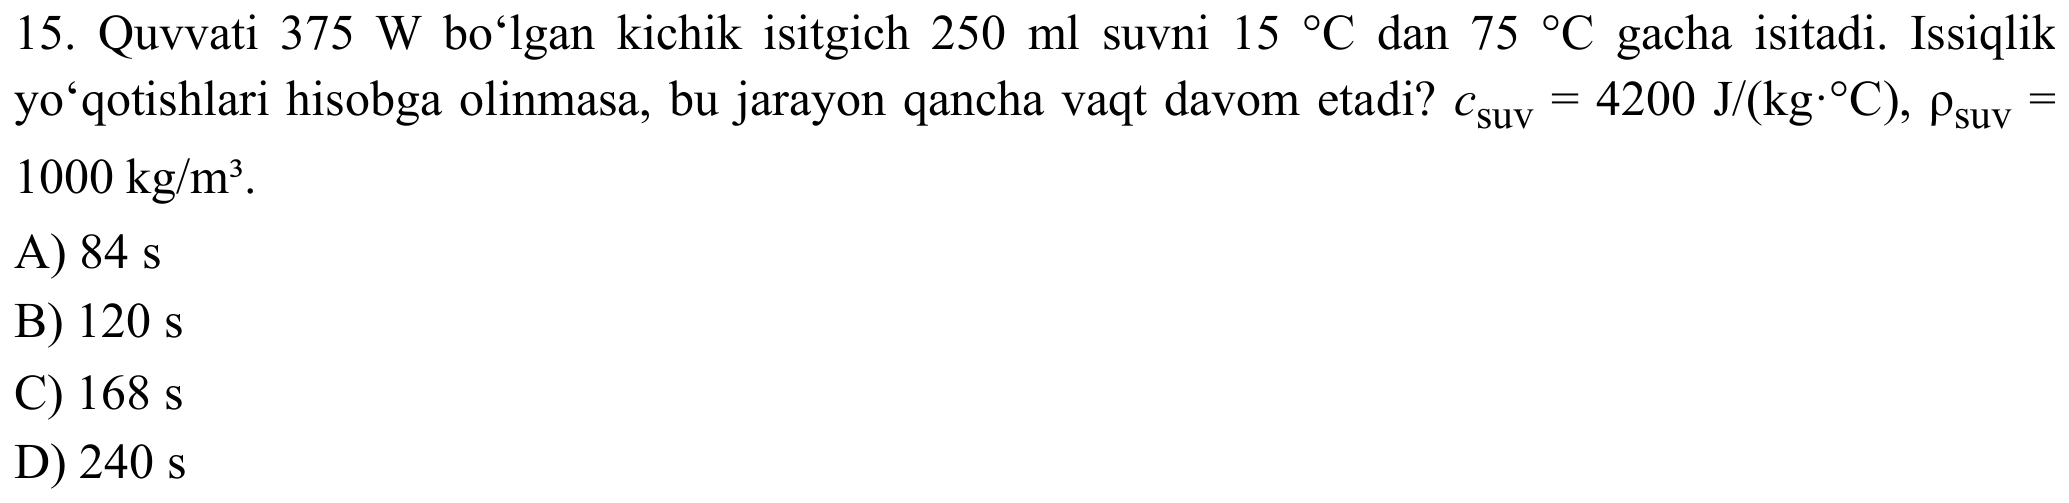 15. Quvvati 375 W bo‘lgan kichik isitgich 250 ml suvni 15 °C dan 75 °C gacha isitadi. Issiqlik
yo‘qotishlari hisobga olinmasa, bu jarayon qancha vaqt davom etadi? c_suv = 4200 J/(kg·°C), ρ_suv =
1000 kg/m³.
A) 84 s
B) 120 s
C) 168 s
D) 240 s